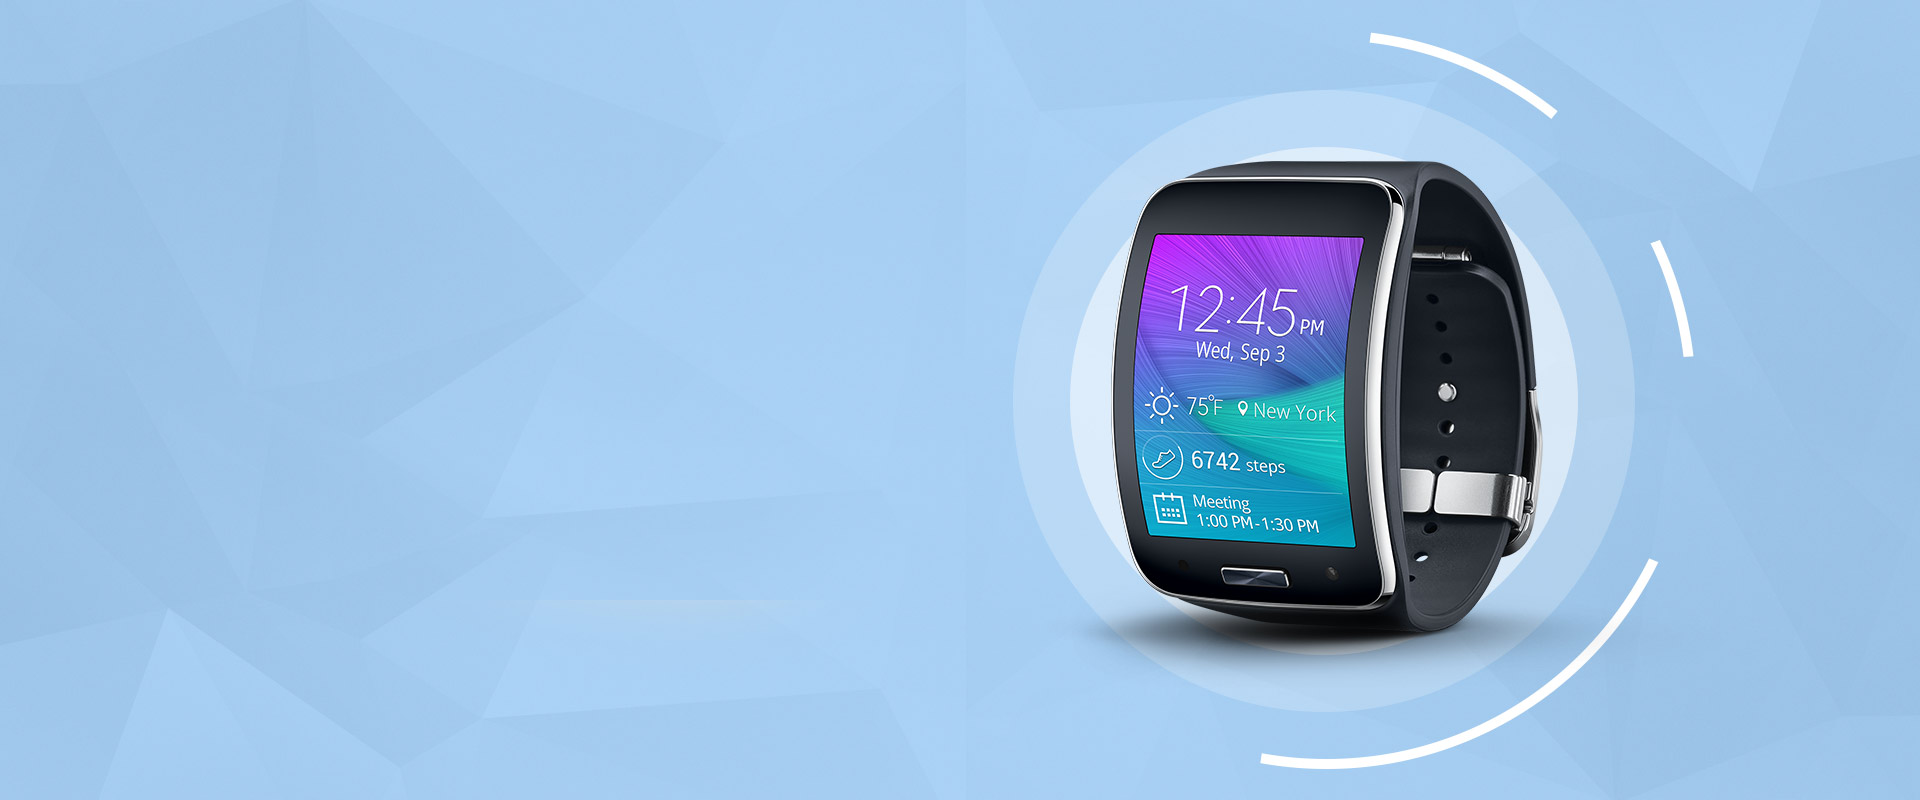 12:45 PM
Wed, Sep 3
75°F New York
6742 steps
Meeting
1:00 PM-1:30 PM